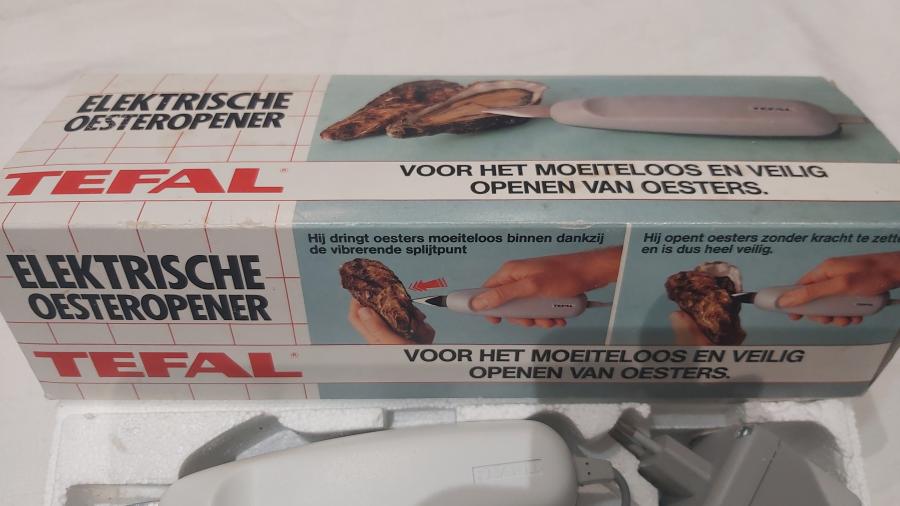 ELEKTRISCHE
OESTEROPENER
TEFAL
TEFAL®
VOOR HET MOEITELOOS EN VEILIG
OPENEN VAN OESTERS.
ELEKTRISCHE
OESTEROPENER
Hij dringt oesters moeiteloos binnen dankzij
de vibrerende splijtpunt
TEFAL
Hij opent oesters zonder kracht te zette
en is dus heel veilig.
TEFAL
TEFAL®
VOOR HET MOEITELOOS EN VEILIG
OPENEN VAN OESTERS.